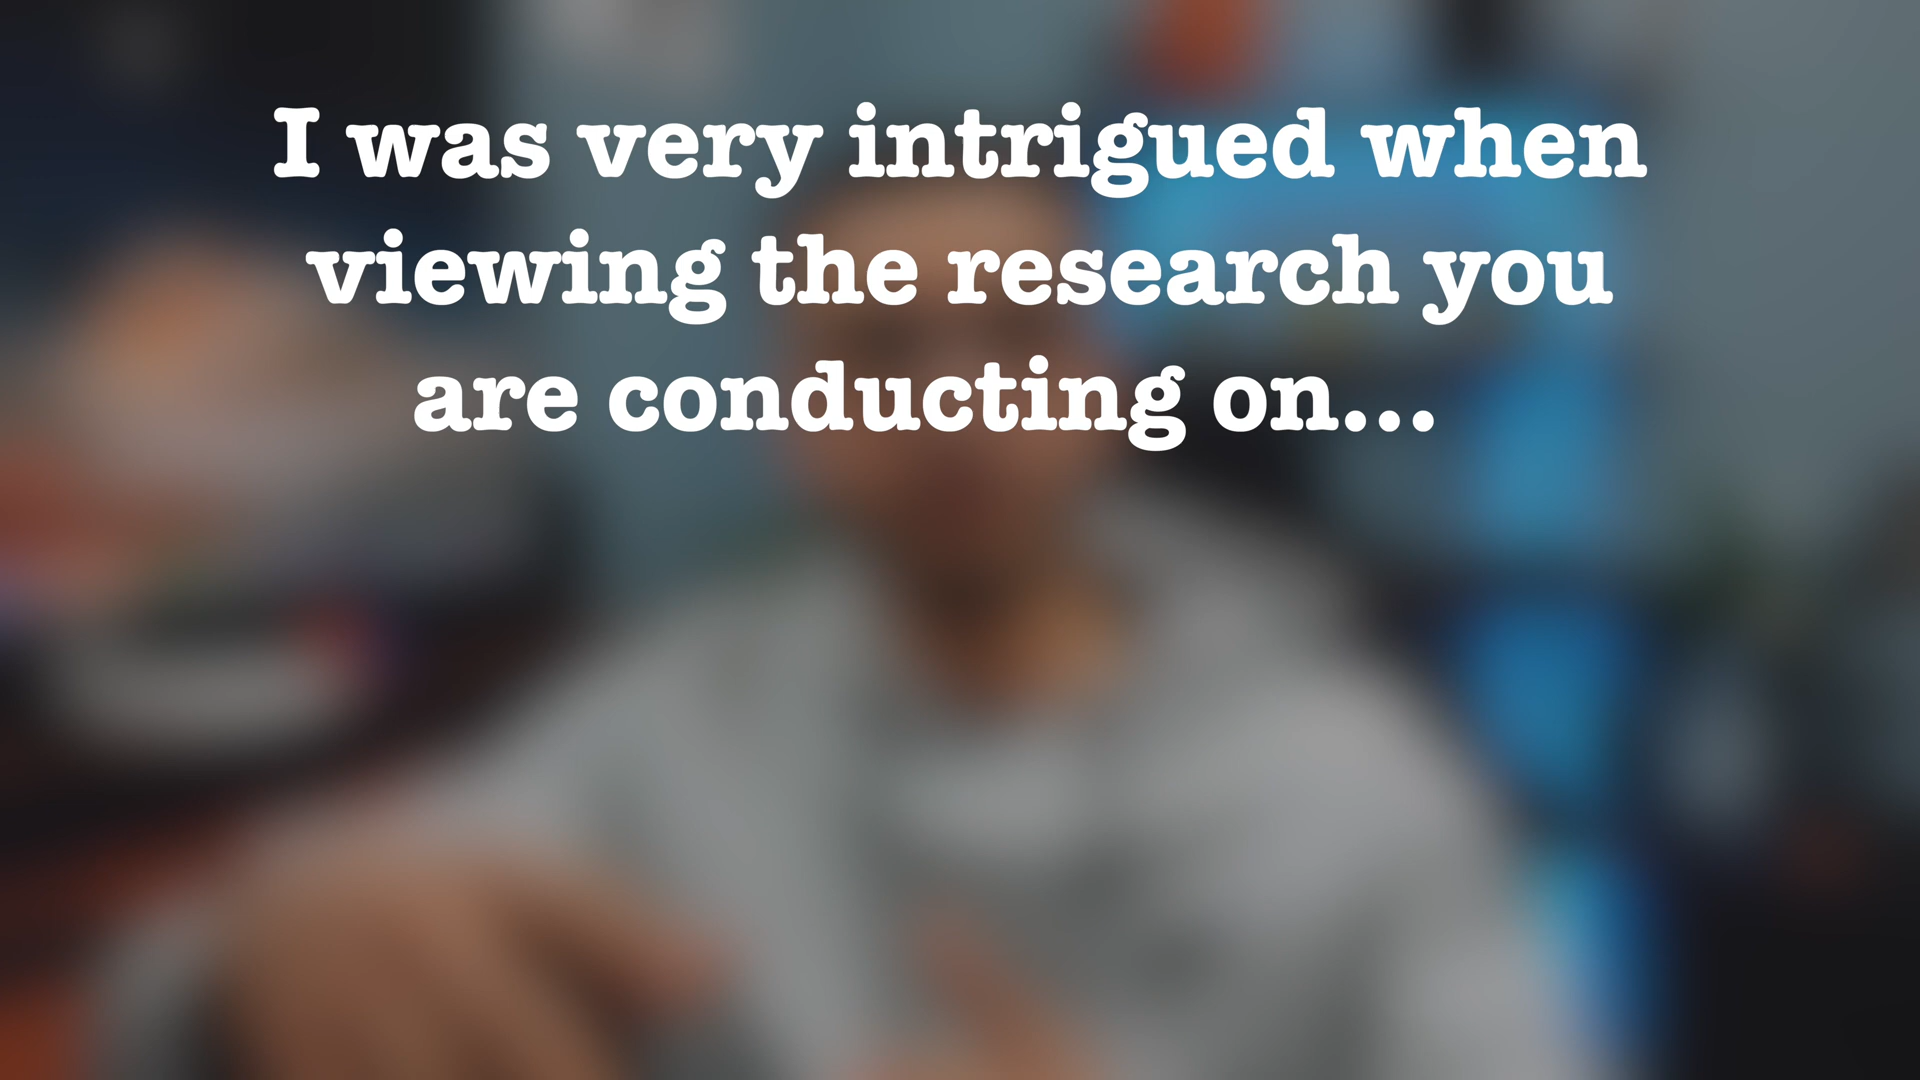 I was very intrigued when
viewing the research you
are conducting on...